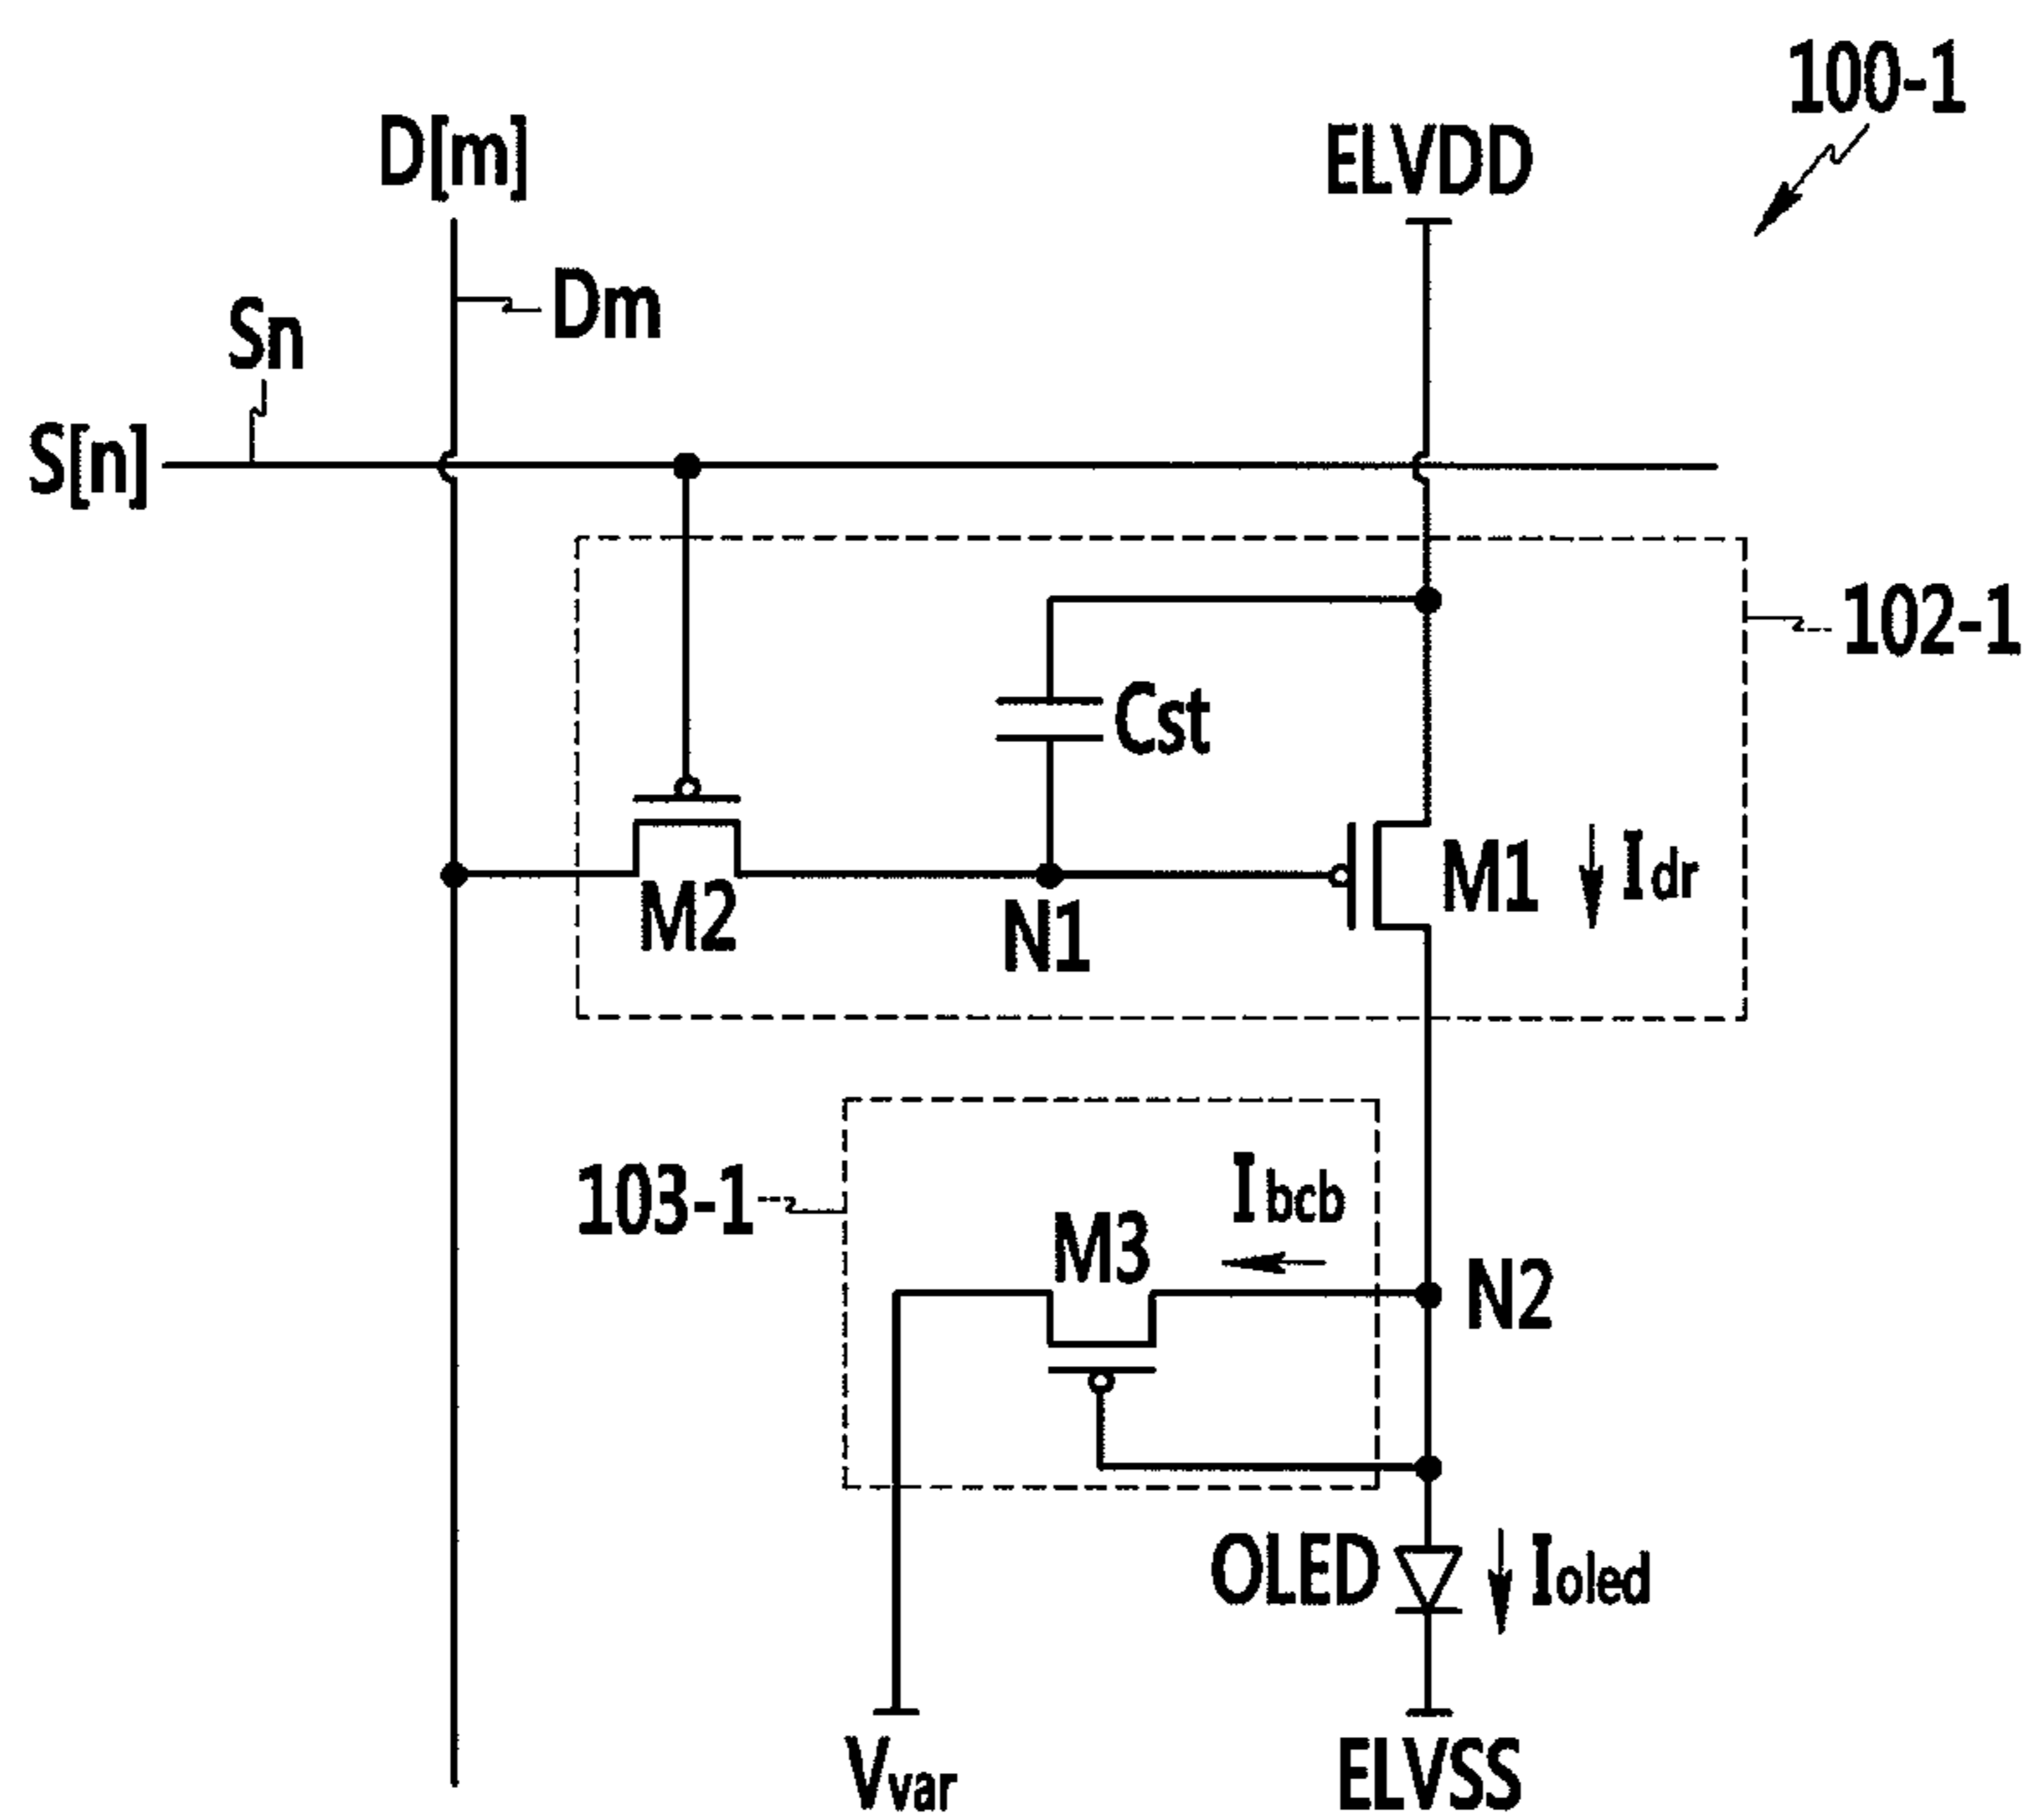 100-1
D[m]
ELVDD
Dm
Sn
S[n]
102-1
Cst
M1
Idr
M2
N1
103-1
Ibcb
M3
N2
OLED
Ioled
Vvar
ELVSS